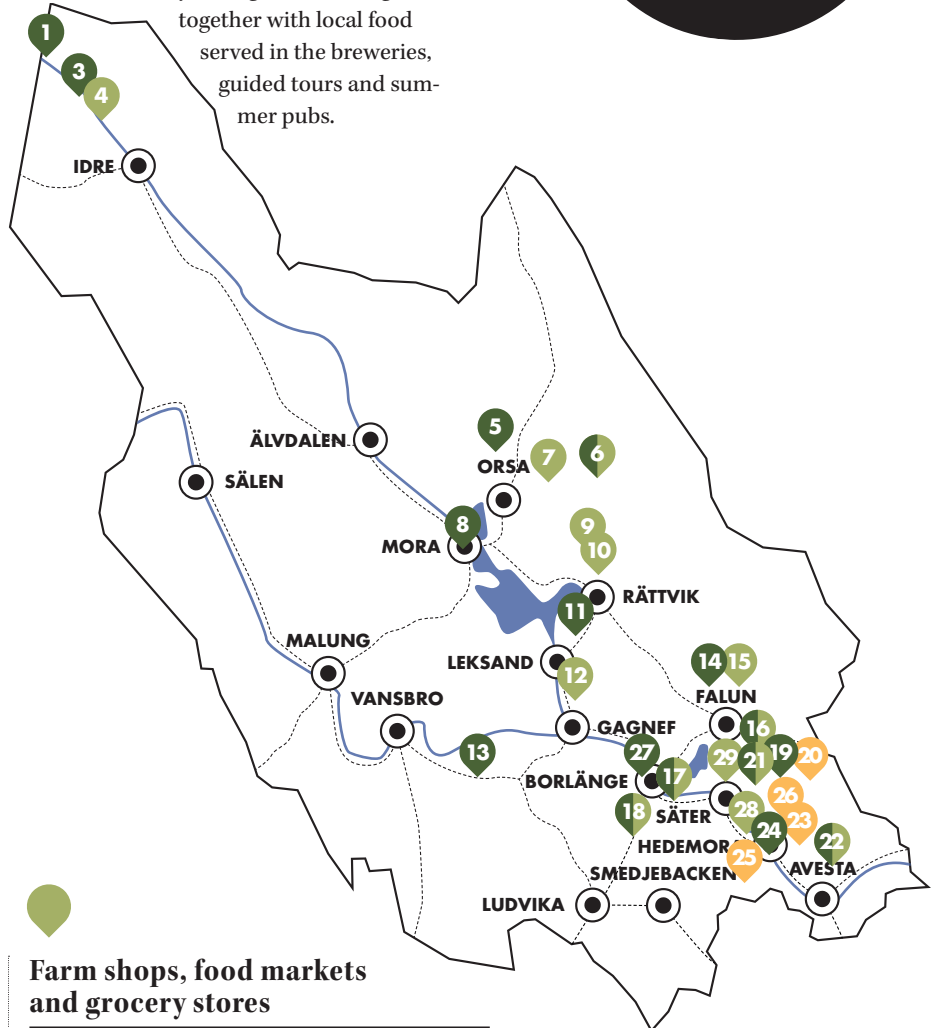 together with local food
served in the breweries,
guided tours and sum-
mer pubs.
1
3
4
IDRE
ÄLVDALEN
5
ORSA
7
6
SÄLEN
8
MORA
9
10
RÄTTVIK
11
MALUNG
LEKSAND
12
14
15
FALUN
VANSBRO
GAGNEF
16
13
27
29
21
19
20
BORLÄNGE
17
26
18
SÄTER
28
23
24
22
HEDEMORA
25
AVESTA
SMEDJEBACKEN
LUDVIKA
Farm shops, food markets
and grocery stores